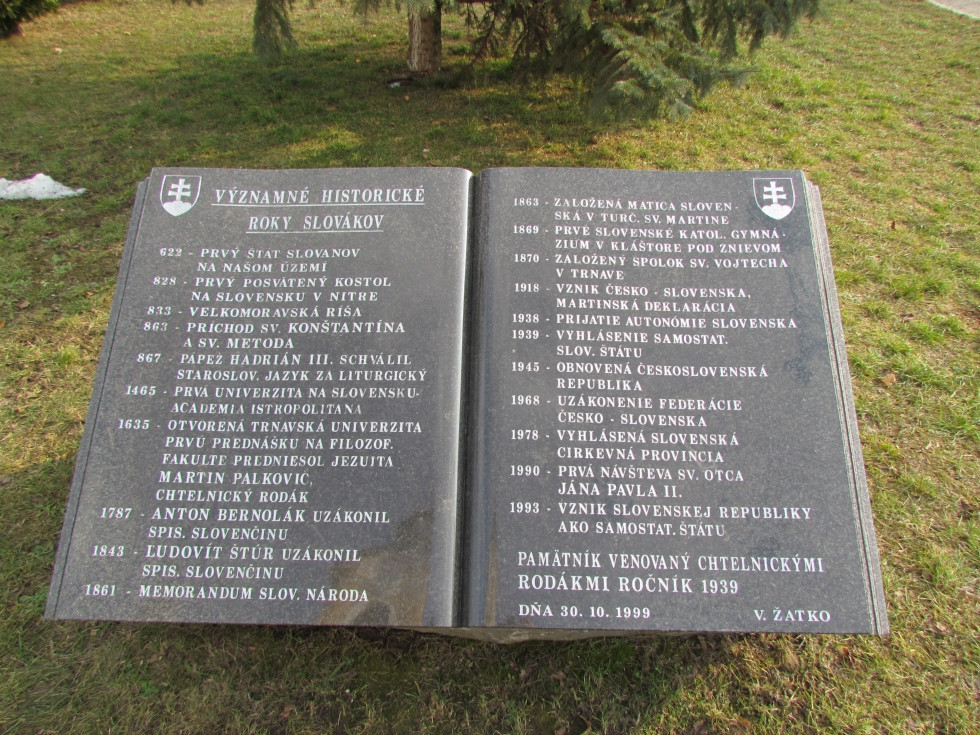 VÝZNAMNÉ HISTORICKÉ
ROKY SLOVÁKOV
622 - PRVÝ ŠTÁT SLOVANOV
NA NAŠOM ÚZEMÍ
828 - PRVÝ POSVÄTENÝ KOSTOL
NA SLOVENSKU V NITRE
833 - VELKOMORAVSKÁ RÍŠA
863 - PRÍCHOD SV. KONŠTANTÍNA
A SV. METODA
867 - PÁPEŽ HADRIÁN III. SCHVÁLIL
STAROSLOV. JAZYK ZA LITURGICKÝ
1465 - PRVÁ UNIVERZITA NA SLOVENSKU-
ACADEMIA ISTROPOLITANA
1635 - OTVORENÁ TRNAVSKÁ UNIVERZITA
PRVÚ PREDNÁŠKU NA FILOZOF.
FAKULTE PREDNIESOL JEZUITA
MARTIN PALKOVIČ,
CHTELNICKÝ RODÁK
1787 - ANTON BERNOLÁK UZÁKONIL
SPIS. SLOVENČINU
1843 - ĽUDOVÍT ŠTÚR UZÁKONIL
SPIS. SLOVENČINU
1861 - MEMORANDUM SLOV. NÁRODA
1863 - ZALOŽENÁ MATICA SLOVEN-
SKÁ V TURČ. SV. MARTINE
1869 - PRVÉ SLOVENSKÉ KATOL. GYMNÁ-
ZIUM V KLÁŠTORE POD ZNIEVOM
1870 - ZALOŽENÝ SPOLOK SV. VOJTECHA
V TRNAVE
1918 - VZNIK ČESKO - SLOVENSKA,
MARTINSKÁ DEKLARÁCIA
1938 - PRIJATIE AUTONÓMIE SLOVENSKA
1939 - VYHLÁSENIE SAMOSTAT.
SLOV. ŠTÁTU
1945 - OBNOVENÁ ČESKOSLOVENSKÁ
REPUBLIKA
1968 - UZÁKONENIE FEDERÁCIE
ČESKO - SLOVENSKA
1978 - VYHLÁSENÁ SLOVENSKÁ
CIRKEVNÁ PROVINCIA
1990 - PRVÁ NÁVŠTEVA SV. OTCA
JÁNA PAVLA II.
1993 - VZNIK SLOVENSKEJ REPUBLIKY
AKO SAMOSTAT. ŠTÁTU
PAMÄTNÍK VENOVANÝ CHTELNICKÝMI
RODÁKMI ROČNÍK 1939
DŇA 30. 10. 1999 V. ŽATKO